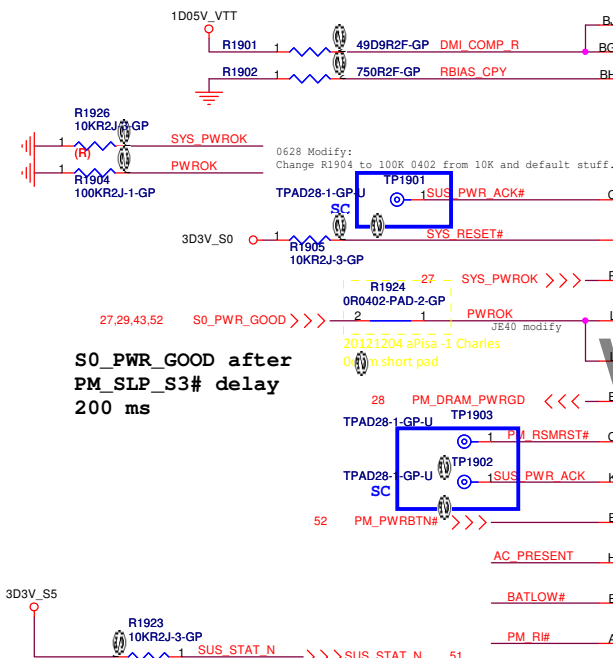 1D05V_VTT
R1901 1 49D9R2F-GP DMI_COMP_R
R1902 1 2 750R2F-GP RBIAS_CPY
R1926
10KR2J-3-GP
1 SYS_PWROK
(R)
1 PWROK
R1904
100KR2J-1-GP
0628 Modify:
Change R1904 to 100K 0402 from 10K and default stuff.
TP1901
TPAD28-1-GP-U 1 SUS_PWR_ACK#
SC
3D3V_S0 1 2 SYS_RESET#
R1905
10KR2J-3-GP
27 SYS_PWROK
R1924
0R0402-PAD-2-GP
27,29,43,52 S0_PWR_GOOD 2 1 PWROK
JE40 modify
20121204 aPisa -1 Charles
short pad
S0_PWR_GOOD after
PM_SLP_S3# delay
200 ms
28 PM_DRAM_PWRGD
TPAD28-1-GP-U TP1903
1 PM_RSMRST#
TPAD28-1-GP-U TP1902
1 SUS_PWR_ACK
SC
52 PM_PWRBTN#
AC_PRESENT
BATLOW#
PM_RI#
3D3V_S5
R1923
10KR2J-3-GP
1 SUS_STAT_N SUS_STAT_N 51